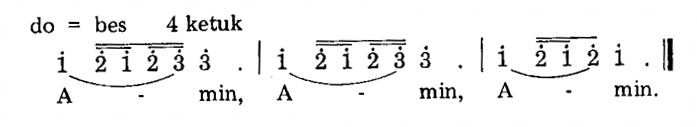 do = bes 4 ketuk
i̇ 2̇ i̇ 2̇ 3̇ 3̇ . | i̇ 2̇ i̇ 2̇ 3̇ 3̇ . | i̇ 2̇ i̇ 2̇ i̇ . ||
A - min, A - min, A - min.